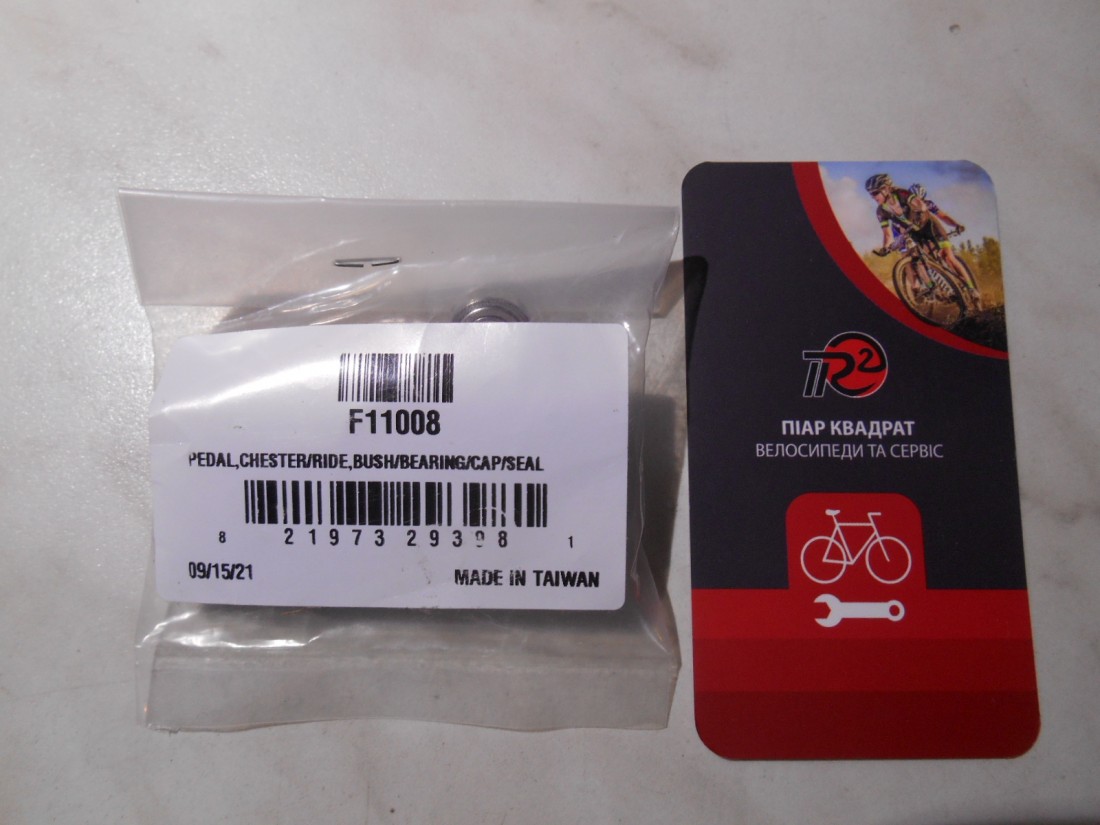 F11008
PEDAL,CHESTER/RIDE,BUSH/BEARING/CAP/SEAL
8 21973 29398 1
09/15/21
MADE IN TAIWAN
ПR2
ПІАР КВАДРАТ
ВЕЛОСИПЕДИ ТА СЕРВІС